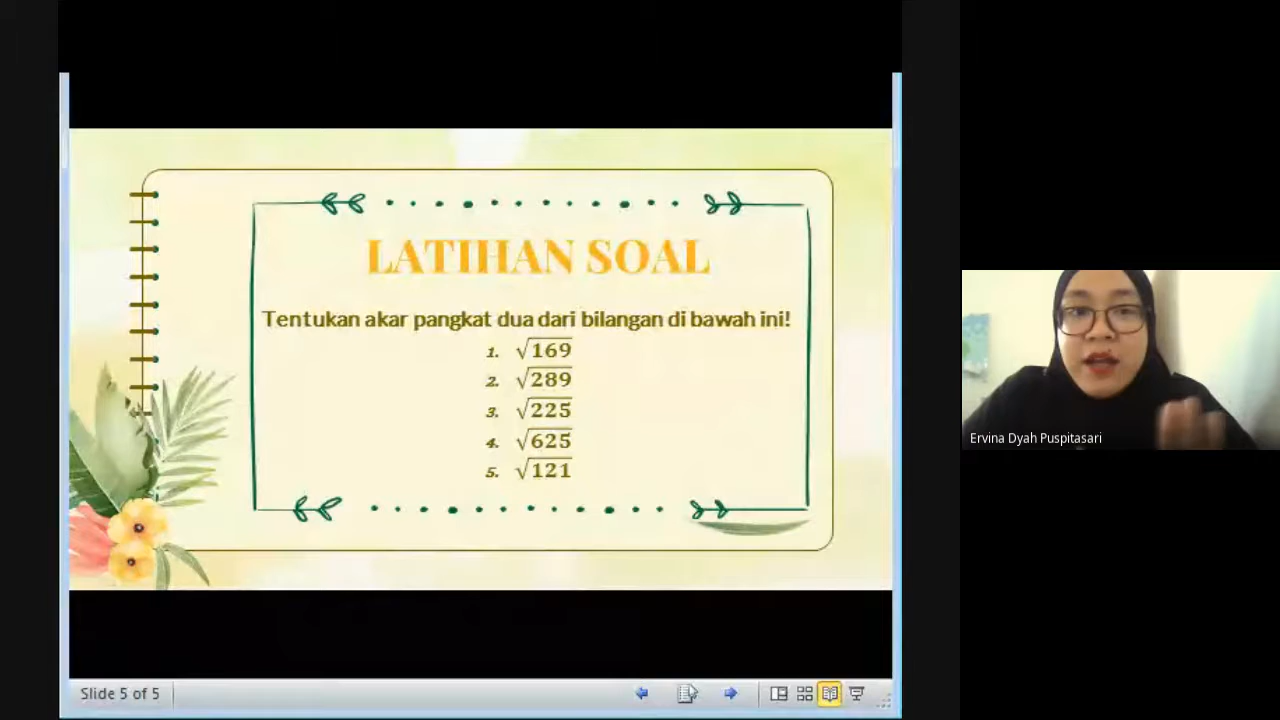 LATIHAN SOAL
Tentukan akar pangkat dua dari bilangan di bawah ini!
1. √169
2. √289
3. √225
4. √625
5. √121
Ervina Dyah Puspitasari
Slide 5 of 5